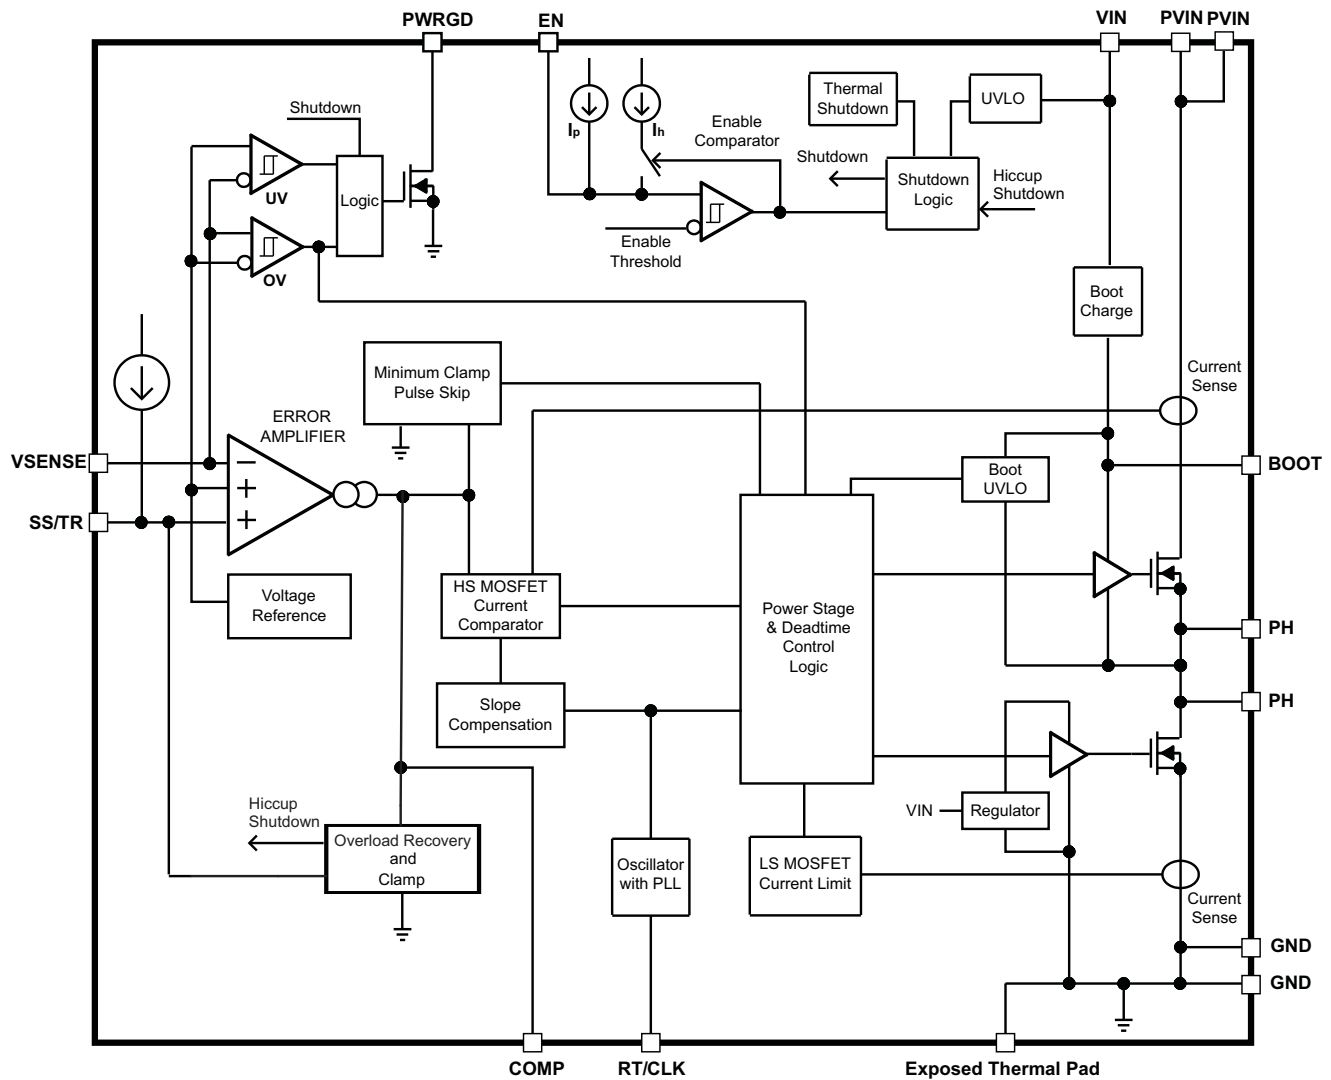 PWRGD
EN
VIN
PVIN
PVIN
Shutdown
Thermal
Shutdown
UVLO
Ip
Ih
Enable
Comparator
UV
Logic
Shutdown
Shutdown
Logic
Hiccup
Shutdown
Enable
Threshold
OV
Boot
Charge
Minimum Clamp
Pulse Skip
Current
Sense
ERROR
AMPLIFIER
VSENSE
−
+
+
SS/TR
Boot
UVLO
BOOT
Voltage
Reference
HS MOSFET
Current
Comparator
Power Stage
& Deadtime
Control
Logic
PH
Slope
Compensation
PH
Hiccup
Shutdown
Overload Recovery
and
Clamp
Oscillator
with PLL
LS MOSFET
Current Limit
VIN
Regulator
Current
Sense
GND
GND
COMP
RT/CLK
Exposed Thermal Pad